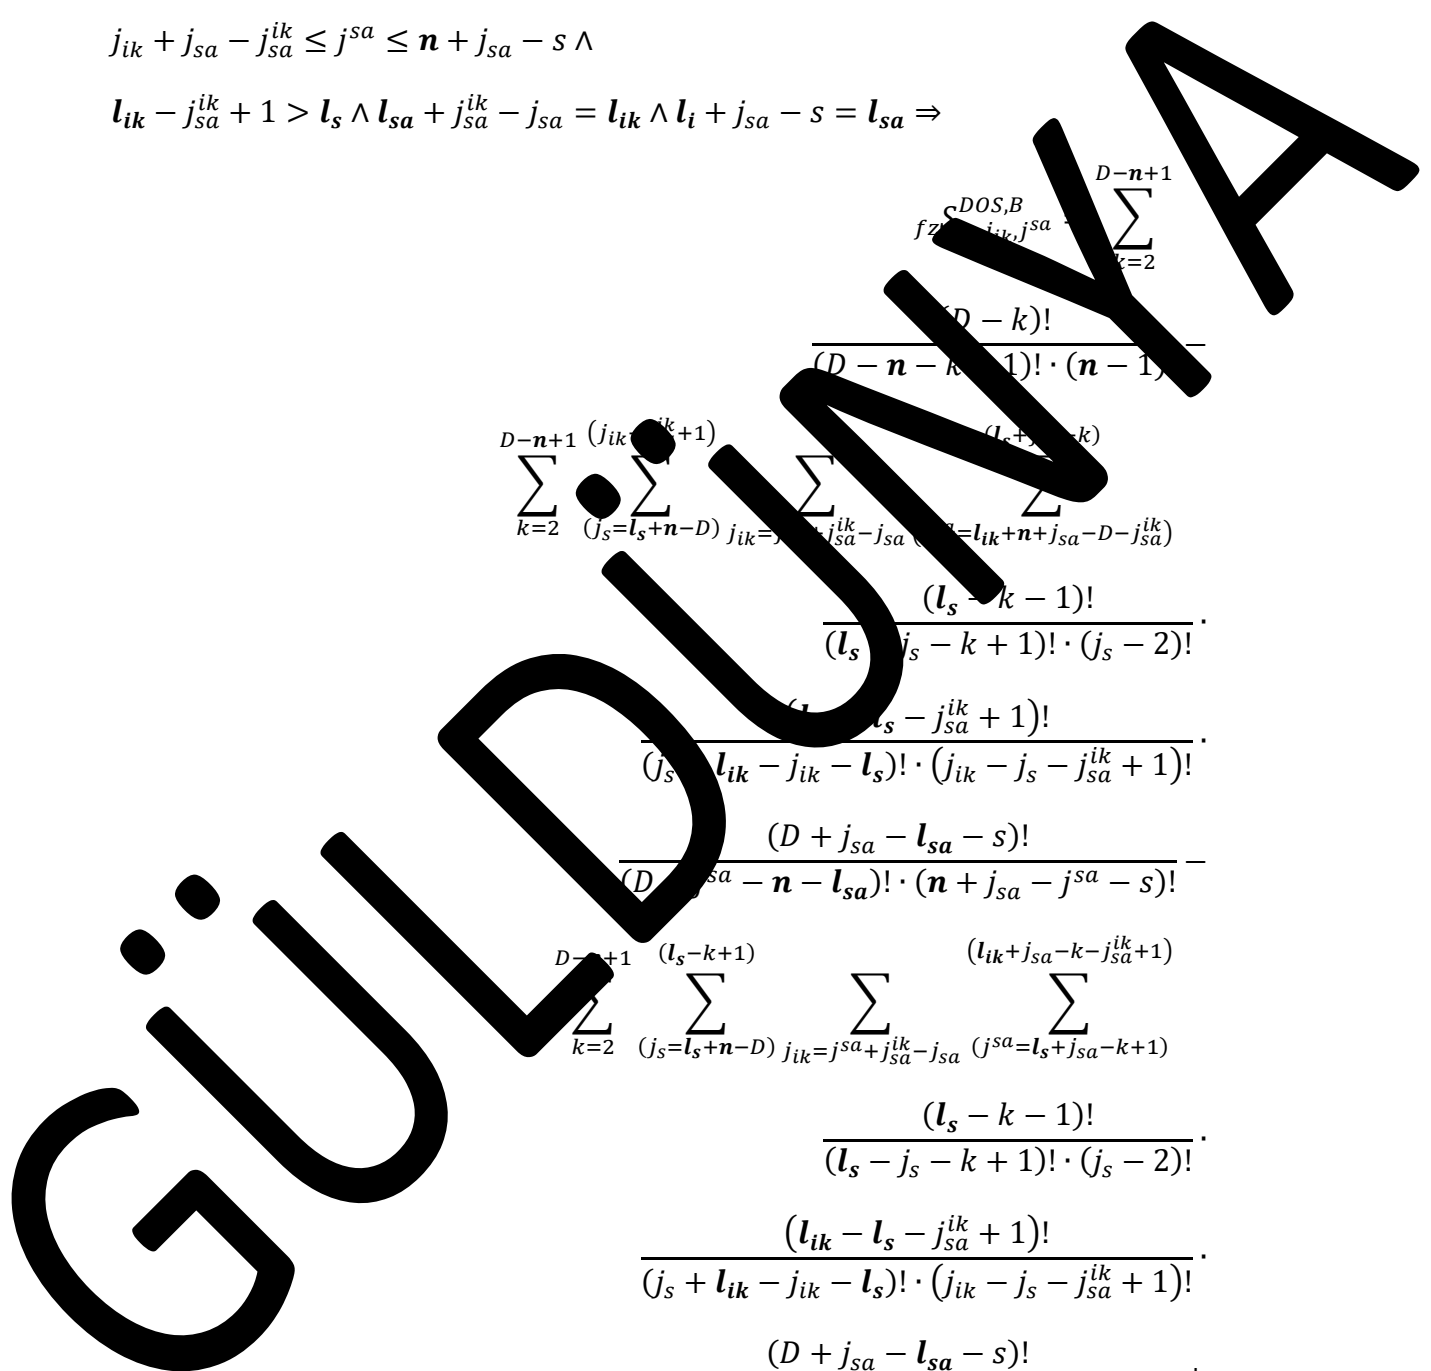 j_{ik} + j_{sa} − j_{sa}^{ik} ≤ j^{sa} ≤ n + j_{sa} − s ∧
l_{ik} − j_{sa}^{ik} + 1 > l_s ∧ l_{sa} + j_{sa}^{ik} − j_{sa} = l_{ik} ∧ l_i + j_{sa} − s = l_{sa} ⇒
D−n+1
DOS,B
∑
k=2
(D − k)!
(D − n − k 1)! · (n − 1) −
D−n+1
∑ ∑ ∑ ∑
k=2 (j_s=l_s+n−D) j_{sa}^{ik}−j_{sa} =l_{ik}+n+j_{sa}−D−j_{sa}^{ik})
(l_s − k − 1)!
(l_s j_s − k + 1)! · (j_s − 2)! ·
l_s − j_{sa}^{ik} + 1)!
(j_s l_{ik} − j_{ik} − l_s)! · (j_{ik} − j_s − j_{sa}^{ik} + 1)! ·
(D + j_{sa} − l_{sa} − s)!
(D j^{sa} − n − l_{sa})! · (n + j_{sa} − j^{sa} − s)! −
D−n+1 (l_s−k+1) (l_{ik}+j_{sa}−k−j_{sa}^{ik}+1)
∑ ∑ ∑ ∑
k=2 (j_s=l_s+n−D) j_{ik}=j^{sa}+j_{sa}^{ik}−j_{sa} (j^{sa}=l_s+j_{sa}−k+1)
(l_s − k − 1)!
(l_s − j_s − k + 1)! · (j_s − 2)! ·
(l_{ik} − l_s − j_{sa}^{ik} + 1)!
(j_s + l_{ik} − j_{ik} − l_s)! · (j_{ik} − j_s − j_{sa}^{ik} + 1)! ·
(D + j_{sa} − l_{sa} − s)!
GÜLDÜNYA